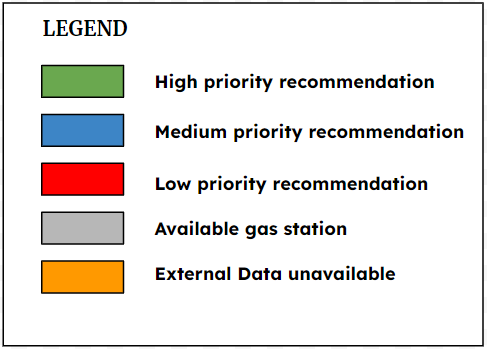 LEGEND
High priority recommendation
Medium priority recommendation
Low priority recommendation
Available gas station
External Data unavailable